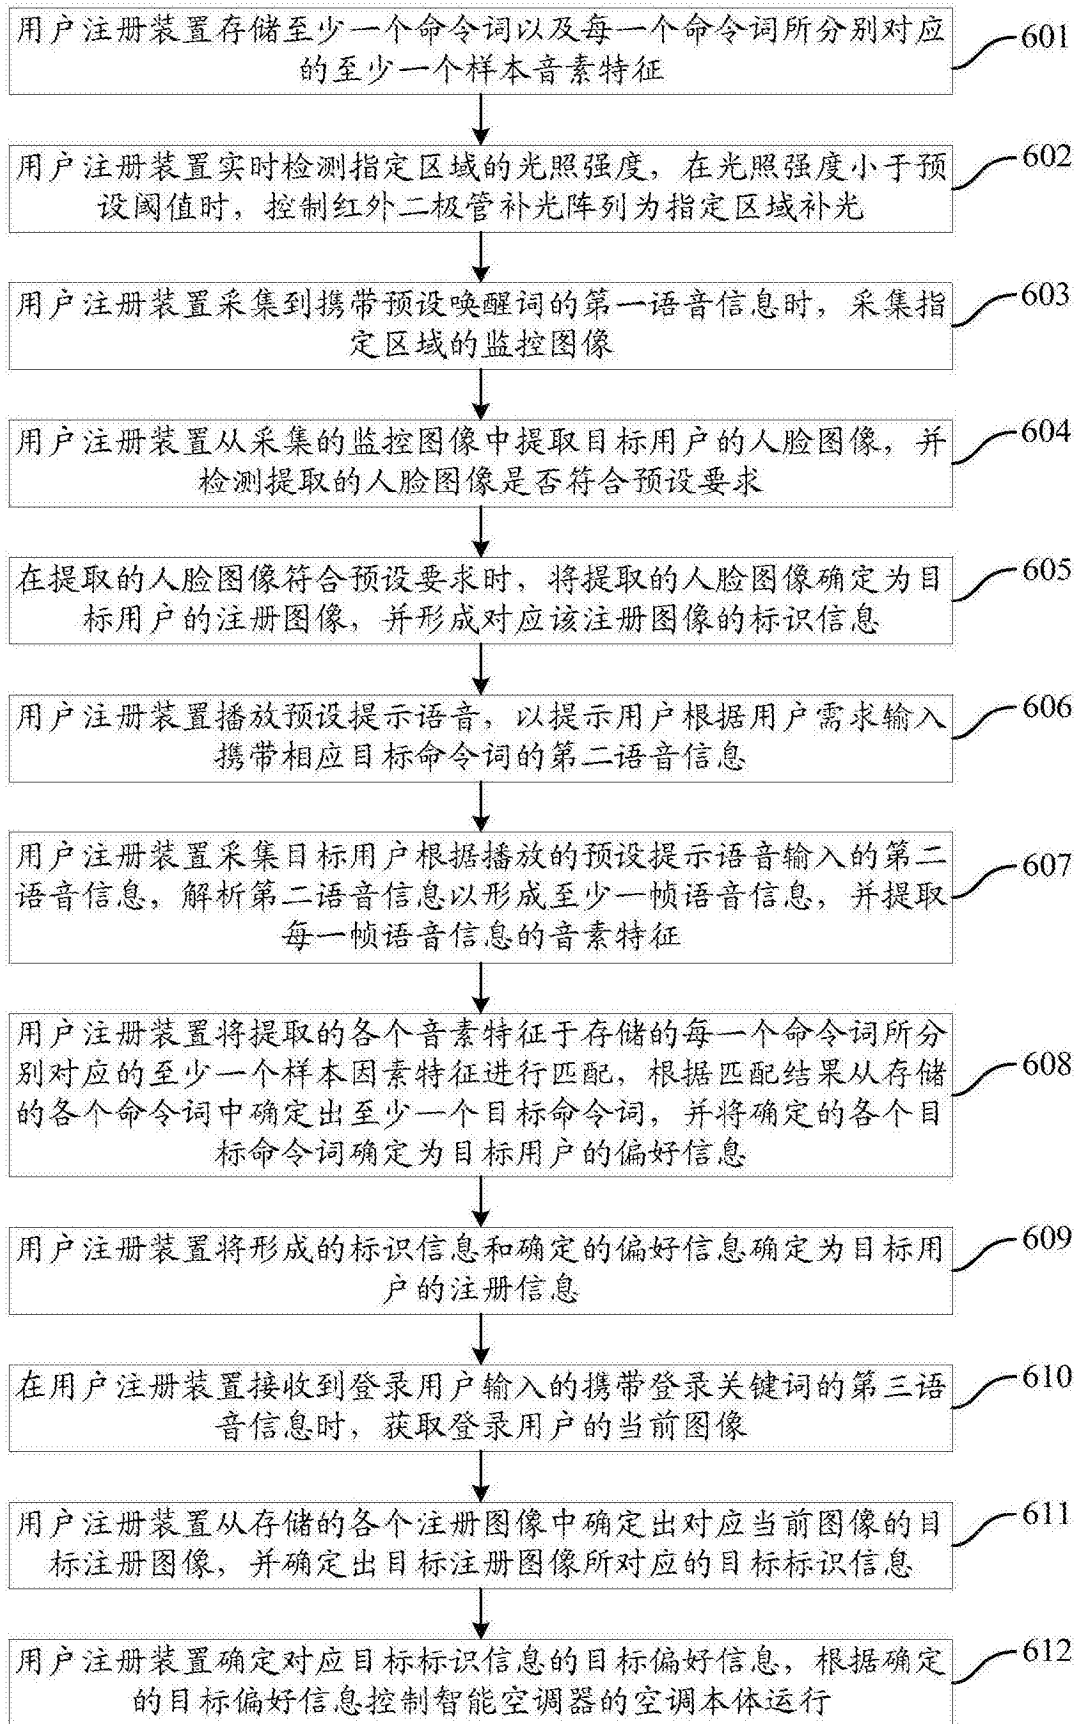 用户注册装置存储至少一个命令词以及每一个命令词所分别对应
的至少一个样本音素特征
601
用户注册装置实时检测指定区域的光照强度，在光照强度小于预
设阈值时，控制红外二极管补光阵列为指定区域补光
602
用户注册装置采集到携带预设唤醒词的第一语音信息时，采集指
定区域的监控图像
603
用户注册装置从采集的监控图像中提取目标用户的人脸图像，并
检测提取的人脸图像是否符合预设要求
604
在提取的人脸图像符合预设要求时，将提取的人脸图像确定为目
标用户的注册图像，并形成对应该注册图像的标识信息
605
用户注册装置播放预设提示语音，以提示用户根据用户需求输入
携带相应目标命令词的第二语音信息
606
用户注册装置采集目标用户根据播放的预设提示语音输入的第二
语音信息，解析第二语音信息以形成至少一帧语音信息，并提取
每一帧语音信息的音素特征
607
用户注册装置将提取的各个音素特征于存储的每一个命令词所分
别对应的至少一个样本因素特征进行匹配，根据匹配结果从存储
的各个命令词中确定出至少一个目标命令词，并将确定的各个目
标命令词确定为目标用户的偏好信息
608
用户注册装置将形成的标识信息和确定的偏好信息确定为目标用
户的注册信息
609
在用户注册装置接收到登录用户输入的携带登录关键词的第三语
音信息时，获取登录用户的当前图像
610
用户注册装置从存储的各个注册图像中确定出对应当前图像的目
标注册图像，并确定出目标注册图像所对应的目标标识信息
611
用户注册装置确定对应目标标识信息的目标偏好信息，根据确定
的目标偏好信息控制智能空调器的空调本体运行
612